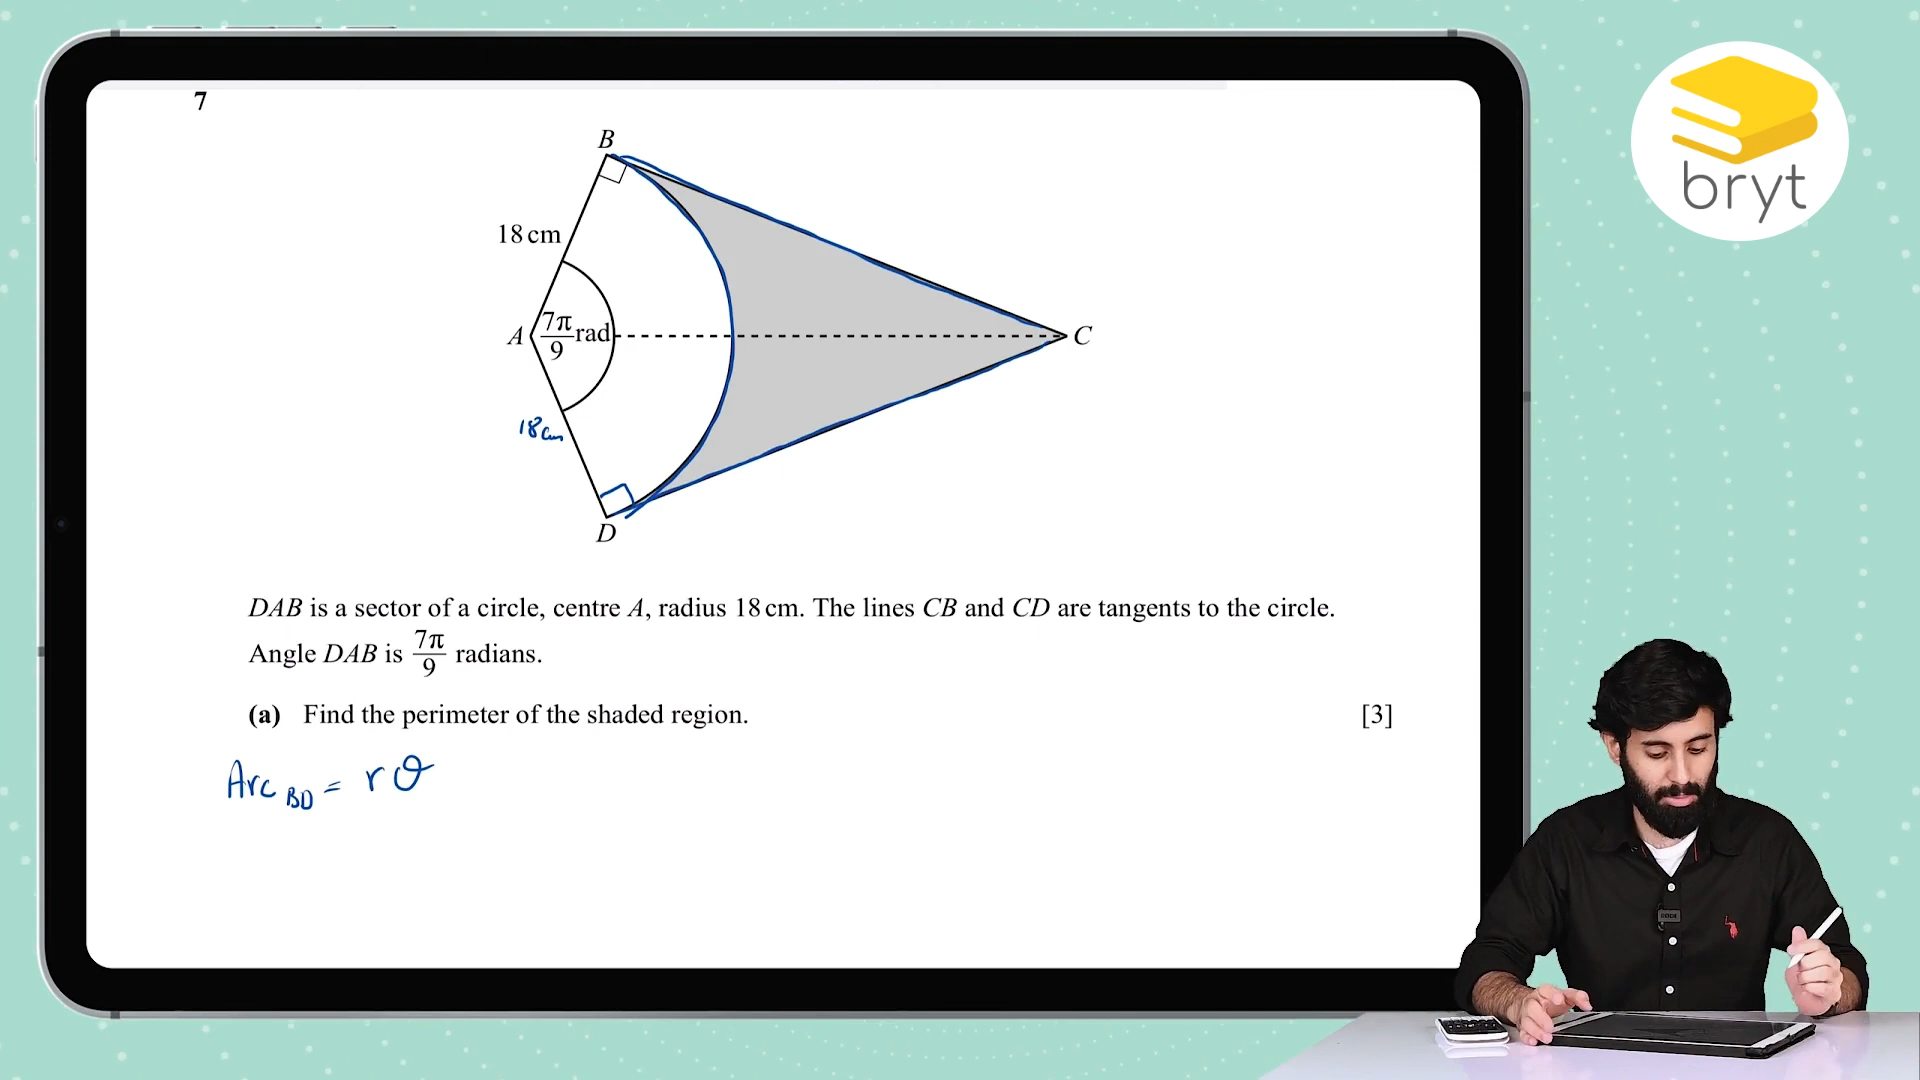 7
B
18 cm
A
7π/9 rad
C
18cm
D
DAB is a sector of a circle, centre A, radius 18 cm. The lines CB and CD are tangents to the circle.
Angle DAB is 7π/9 radians.
(a) Find the perimeter of the shaded region. [3]
Arc BD = rθ
bryt